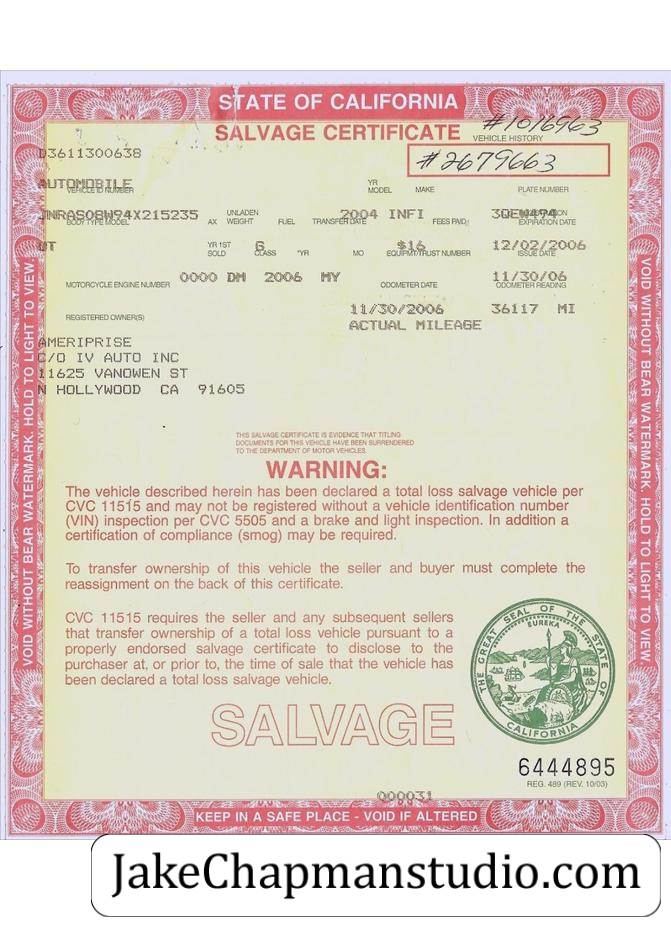 STATE OF CALIFORNIA
SALVAGE CERTIFICATE
#1016963
VEHICLE HISTORY
D3611300638
#2679663
AUTOMOBILE
VEHICLE ID NUMBER YR MODEL MAKE PLATE NUMBER
JNRAS08W94X215235 2004 INFI 3QEW494
BODY TYPE MODEL AX UNLADEN WEIGHT FUEL TRANSFER DATE FEES PAID EXPIRATION DATE
UT G $16 12/02/2006
YR 1ST SOLD CLASS *YR MO EQUIPMT/TRUST NUMBER ISSUE DATE
0000 DM 2006 MY 11/30/06
MOTORCYCLE ENGINE NUMBER ODOMETER DATE ODOMETER READING
11/30/2006 36117 MI
REGISTERED OWNER(S)
ACTUAL MILEAGE
AMERIPRISE
C/O IV AUTO INC
11625 VANOWEN ST
N HOLLYWOOD CA 91605
THIS SALVAGE CERTIFICATE IS EVIDENCE THAT TITLING
DOCUMENTS FOR THIS VEHICLE HAVE BEEN SURRENDERED
TO THE DEPARTMENT OF MOTOR VEHICLES.
WARNING:
The vehicle described herein has been declared a total loss salvage vehicle per
CVC 11515 and may not be registered without a vehicle identification number
(VIN) inspection per CVC 5505 and a brake and light inspection. In addition a
certification of compliance (smog) may be required.
To transfer ownership of this vehicle the seller and buyer must complete the
reassignment on the back of this certificate.
CVC 11515 requires the seller and any subsequent sellers
that transfer ownership of a total loss vehicle pursuant to a
properly endorsed salvage certificate to disclose to the
purchaser at, or prior to, the time of sale that the vehicle has
been declared a total loss salvage vehicle.
THE GREAT SEAL OF THE STATE OF CALIFORNIA
EUREKA
SALVAGE
6444895
REG. 489 (REV. 10/03)
000031
KEEP IN A SAFE PLACE - VOID IF ALTERED
VOID WITHOUT BEAR WATERMARK. HOLD TO LIGHT TO VIEW
VOID WITHOUT BEAR WATERMARK. HOLD TO LIGHT TO VIEW
JakeChapmanstudio.com